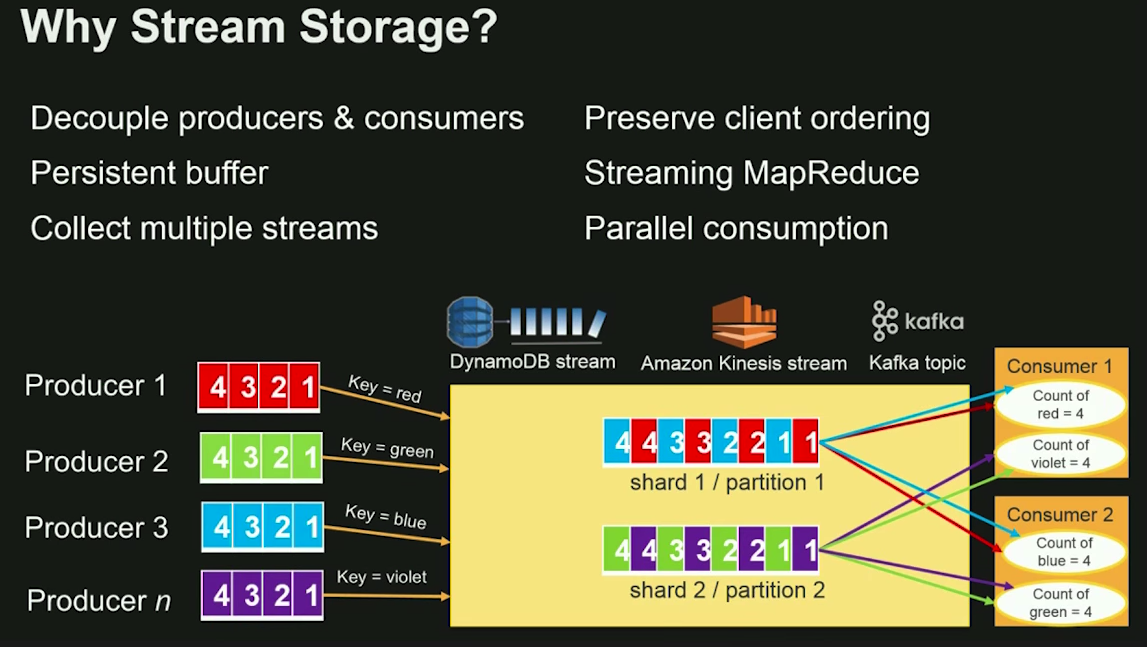 Why Stream Storage?
Decouple producers & consumers
Persistent buffer
Collect multiple streams
Preserve client ordering
Streaming MapReduce
Parallel consumption
DynamoDB stream
Amazon Kinesis stream
kafka
Kafka topic
Producer 1
4 3 2 1
Key = red
Producer 2
4 3 2 1
Key = green
Producer 3
4 3 2 1
Key = blue
Producer n
4 3 2 1
Key = violet
4 4 3 3 2 2 1 1
shard 1 / partition 1
4 4 3 3 2 2 1 1
shard 2 / partition 2
Consumer 1
Count of
red = 4
Count of
violet = 4
Consumer 2
Count of
blue = 4
Count of
green = 4